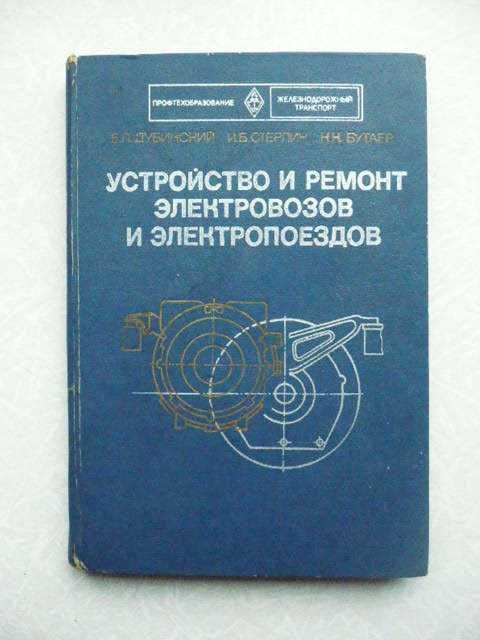 ПРОФТЕХОБРАЗОВАНИЕ
ЖЕЛЕЗНОДОРОЖНЫЙ
ТРАНСПОРТ
Б.Л. ДУБИНСКИЙ И.Б. СТЕРЛИН Н.Н. БУТАЕВ
УСТРОЙСТВО И РЕМОНТ
ЭЛЕКТРОВОЗОВ
И ЭЛЕКТРОПОЕЗДОВ